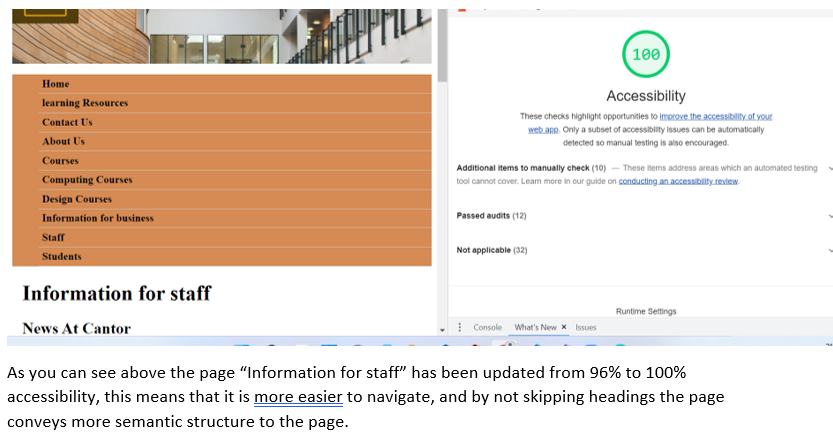 Home
learning Resources
Contact Us
About Us
Courses
Computing Courses
Design Courses
Information for business
Staff
Students
Information for staff
News At Cantor
100
Accessibility
These checks highlight opportunities to improve the accessibility of your
web app. Only a subset of accessibility issues can be automatically
detected so manual testing is also encouraged.
Additional items to manually check (10) — These items address areas which an automated testing
tool cannot cover. Learn more in our guide on conducting an accessibility review.
Passed audits (12)
Not applicable (32)
Runtime Settings
Console What's New × Issues
As you can see above the page “Information for staff” has been updated from 96% to 100%
accessibility, this means that it is more easier to navigate, and by not skipping headings the page
conveys more semantic structure to the page.